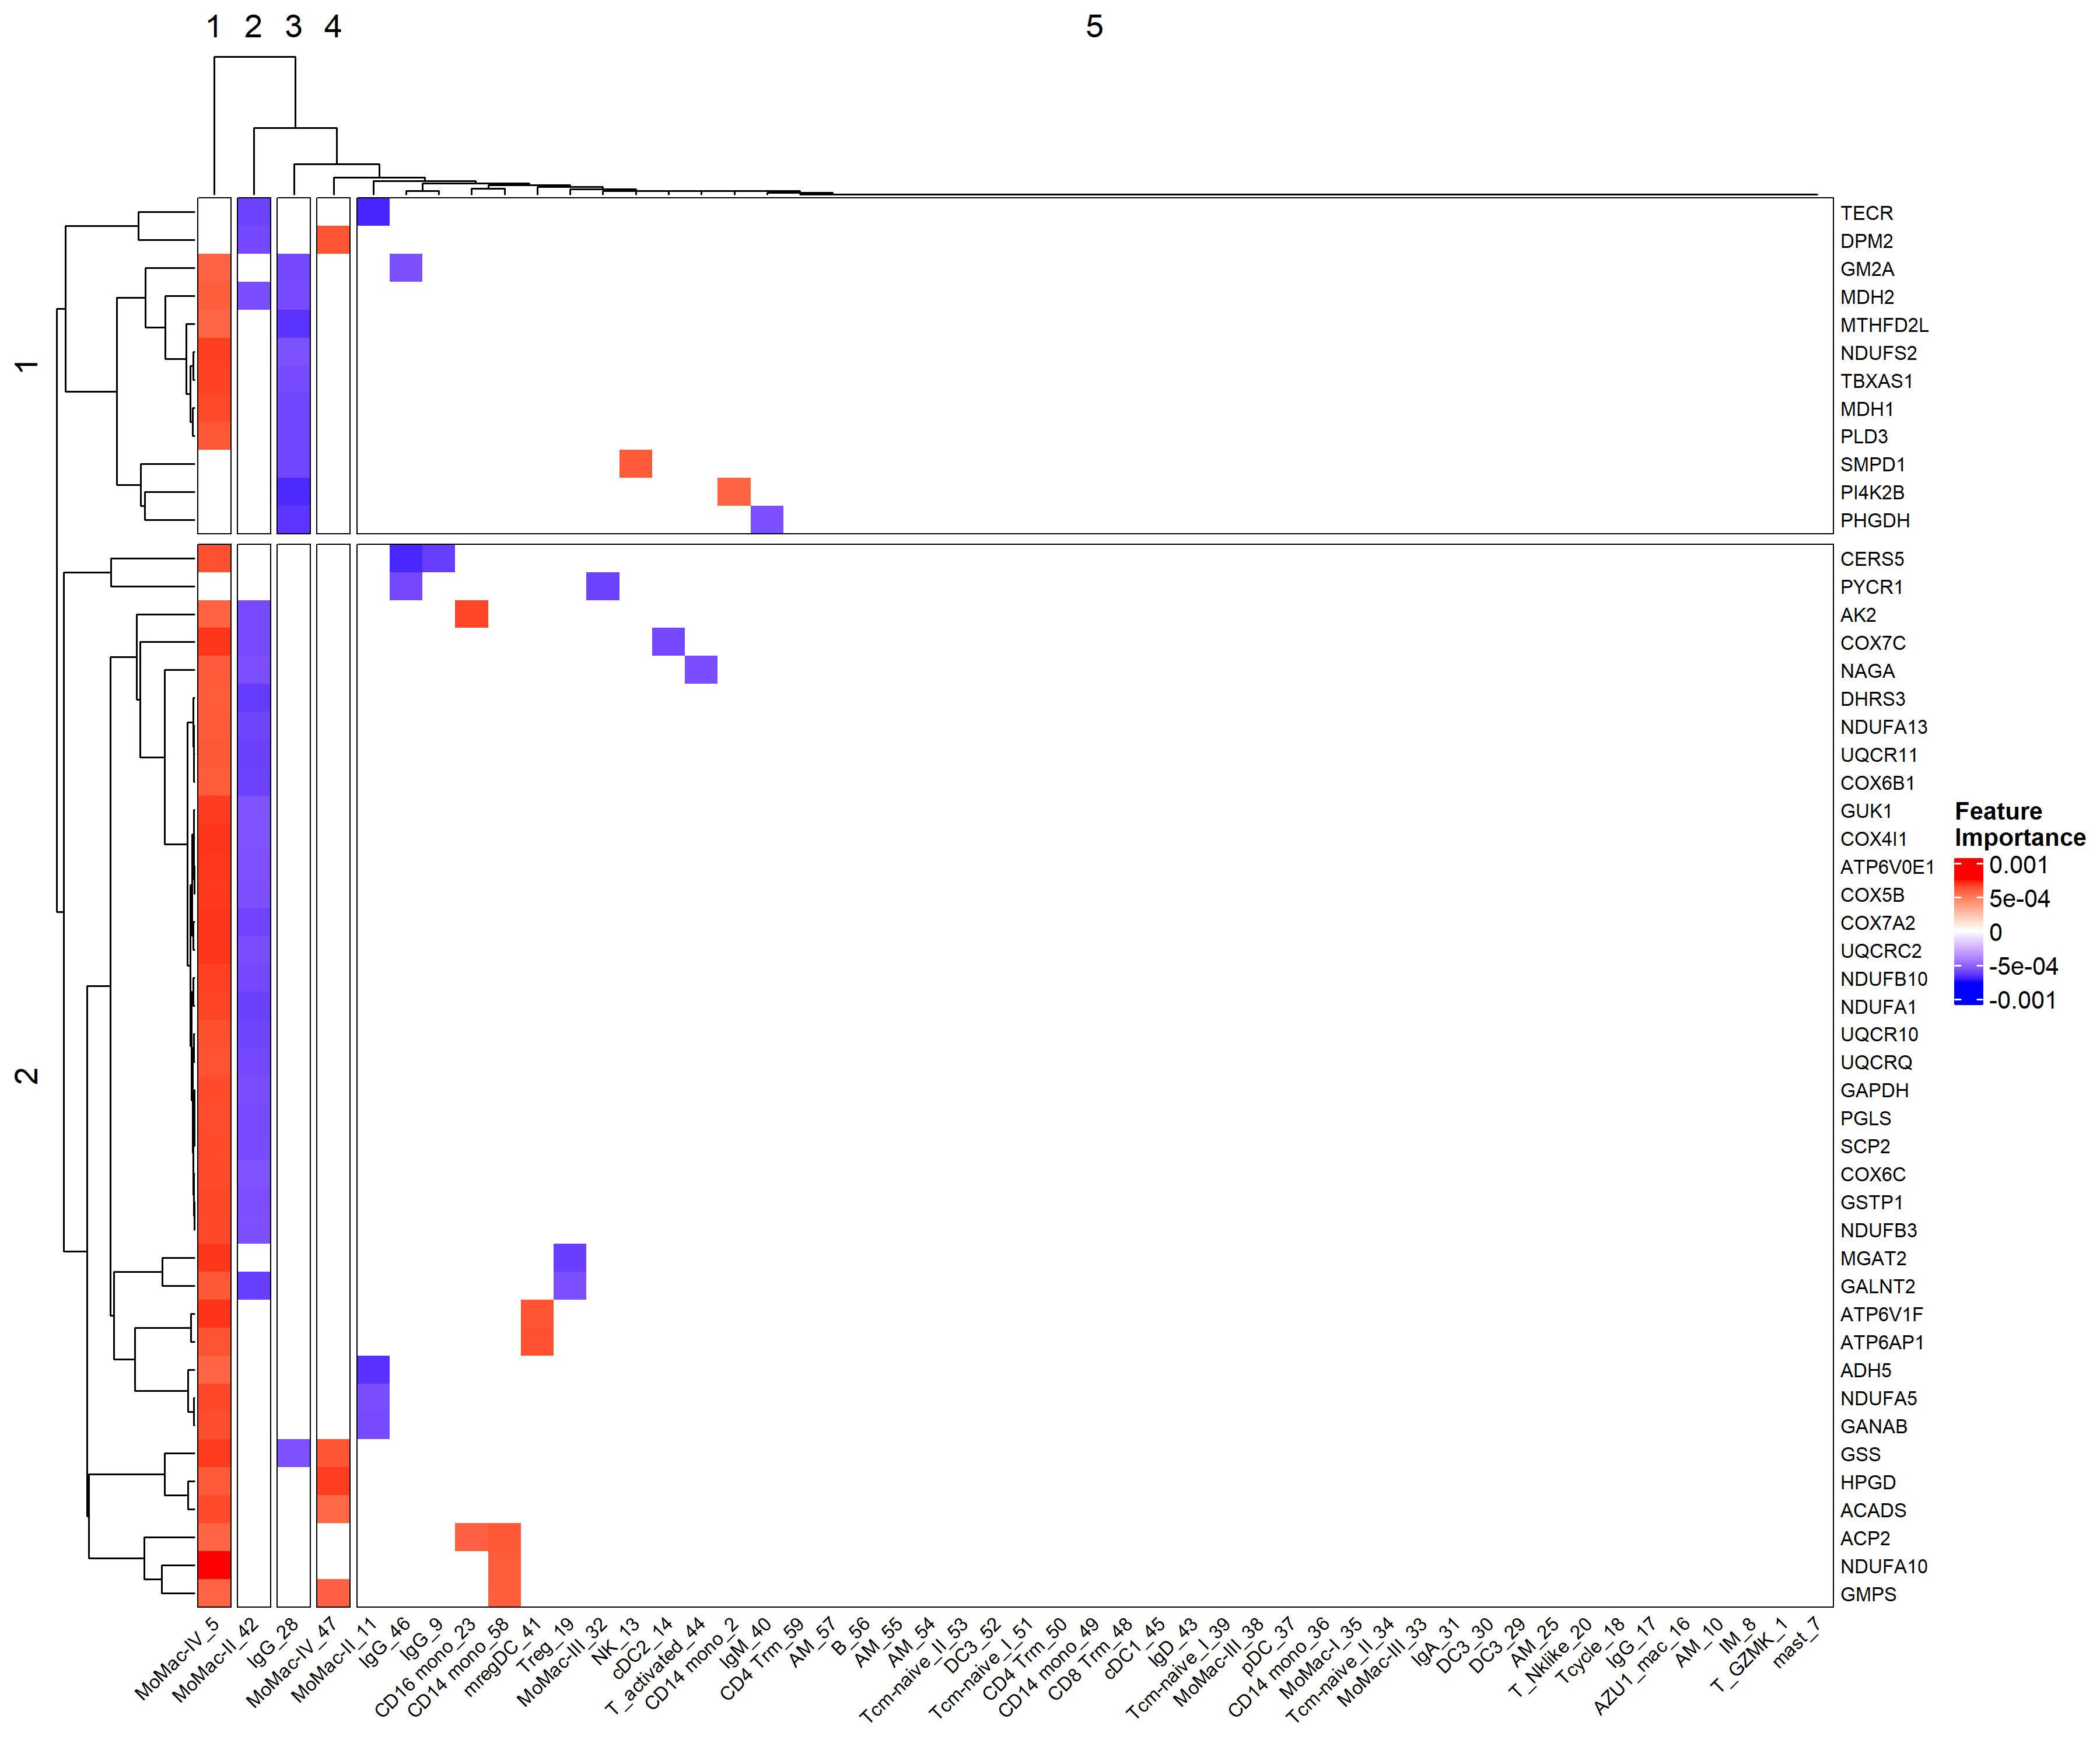 1 2 3 4 5
1
2
TECR
DPM2
GM2A
MDH2
MTHFD2L
NDUFS2
TBXAS1
MDH1
PLD3
SMPD1
PI4K2B
PHGDH
CERS5
PYCR1
AK2
COX7C
NAGA
DHRS3
NDUFA13
UQCR11
COX6B1
GUK1
COX4I1
ATP6V0E1
COX5B
COX7A2
UQCRC2
NDUFB10
NDUFA1
UQCR10
UQCRQ
GAPDH
PGLS
SCP2
COX6C
GSTP1
NDUFB3
MGAT2
GALNT2
ATP6V1F
ATP6AP1
ADH5
NDUFA5
GANAB
GSS
HPGD
ACADS
ACP2
NDUFA10
GMPS
Feature
Importance
0.001
5e-04
0
-5e-04
-0.001
MoMac-IV_5
MoMac-II_42
IgG_28
MoMac-IV_47
MoMac-II_11
IgG_46
IgG_9
CD16 mono_23
CD14 mono_58
mregDC_41
Treg_19
MoMac-III_32
NK_13
cDC2_14
T_activated_44
CD14 mono_2
IgM_40
CD4 Trm_59
AM_57
B_56
AM_55
AM_54
Tcm-naive_II_53
DC3_52
Tcm-naive_I_51
CD4 Trm_50
CD14 mono_49
CD8 Trm_48
cDC1_45
IgD_43
Tcm-naive_I_39
MoMac-III_38
pDC_37
CD14 mono_36
MoMac-I_35
Tcm-naive_II_34
MoMac-III_33
IgA_31
DC3_30
DC3_29
AM_25
T_Nklike_20
Tcycle_18
IgG_17
AZU1_mac_16
AM_10
IM_8
T_GZMK_1
mast_7